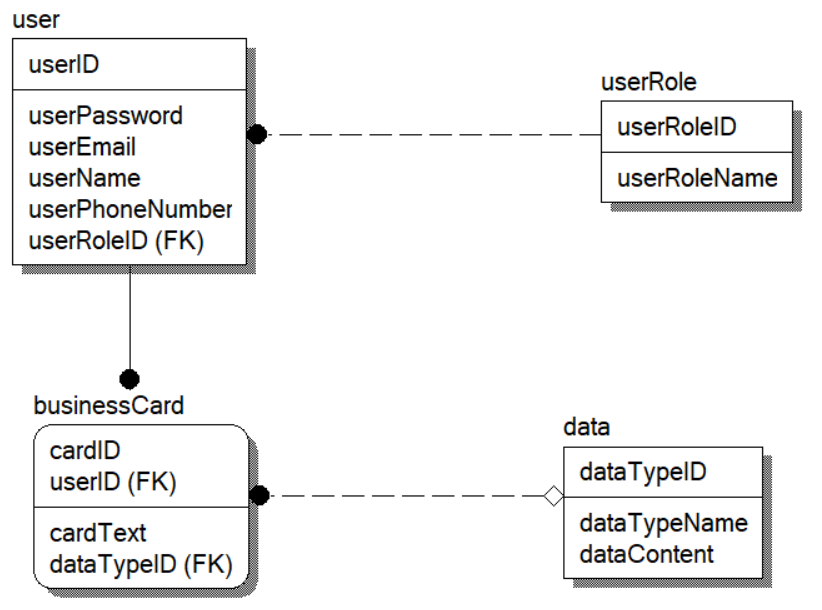 user
userID
userPassword
userEmail
userName
userPhoneNumber
userRoleID (FK)
userRole
userRoleID
userRoleName
businessCard
cardID
userID (FK)
cardText
dataTypeID (FK)
data
dataTypeID
dataTypeName
dataContent